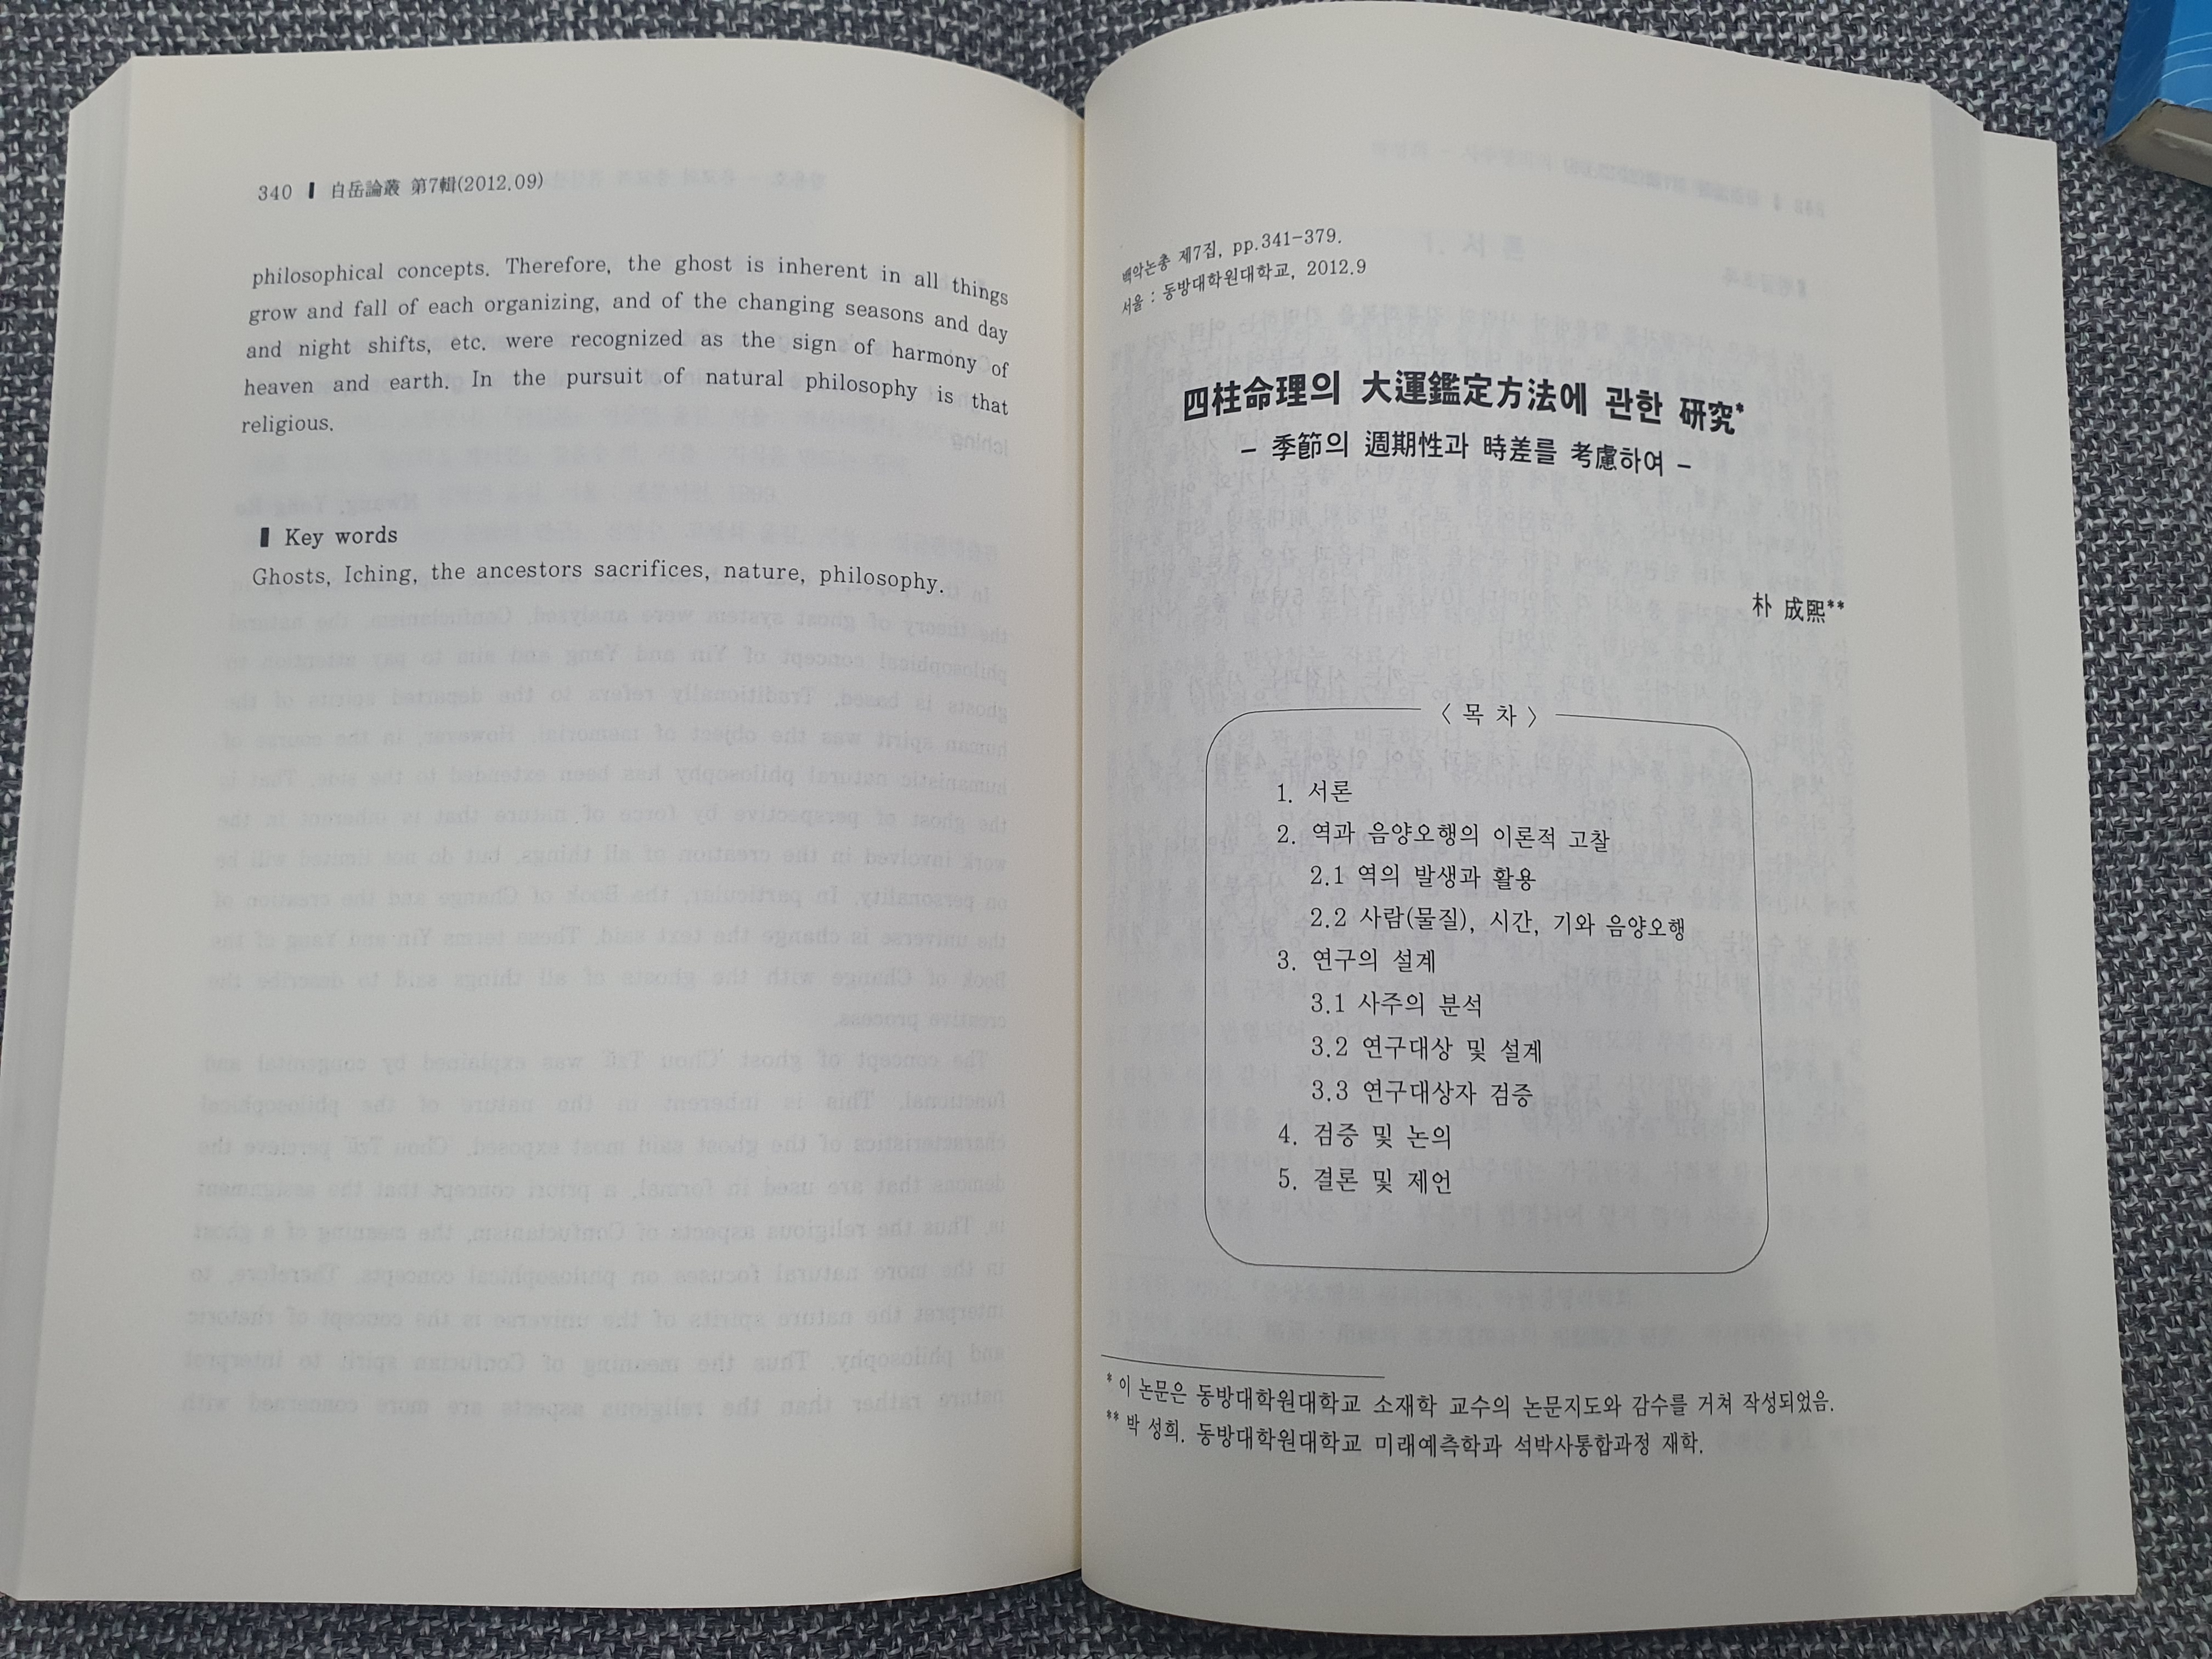 340 ▌ 白岳論叢 第7輯(2012.09)
philosophical concepts. Therefore, the ghost is inherent in all things
grow and fall of each organizing, and of the changing seasons and day
and night shifts, etc. were recognized as the sign of harmony of
heaven and earth. In the pursuit of natural philosophy is that
religious.
▌ Key words
Ghosts, Iching, the ancestors sacrifices, nature, philosophy.
백악논총 제7집, pp.341-379.
서울 : 동방대학원대학교, 2012.9
四柱命理의 大運鑑定方法에 관한 研究*
- 季節의 週期性과 時差를 考慮하여 -
朴 成熙**
〈 목 차 〉
1. 서론
2. 역과 음양오행의 이론적 고찰
2.1 역의 발생과 활용
2.2 사람(물질), 시간, 기와 음양오행
3. 연구의 설계
3.1 사주의 분석
3.2 연구대상 및 설계
3.3 연구대상자 검증
4. 검증 및 논의
5. 결론 및 제언
* 이 논문은 동방대학원대학교 소재학 교수의 논문지도와 감수를 거쳐 작성되었음.
** 박 성희. 동방대학원대학교 미래예측학과 석박사통합과정 재학.